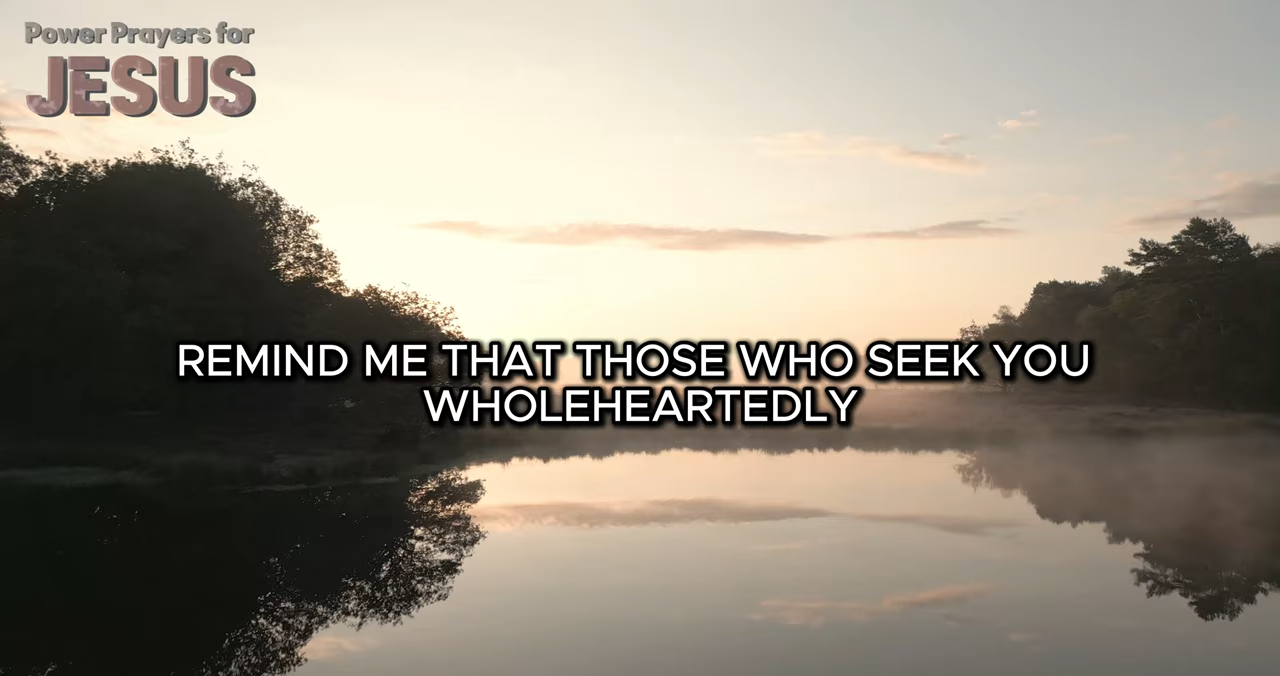 Power Prayers for
JESUS
REMIND ME THAT THOSE WHO SEEK YOU
WHOLEHEARTEDLY